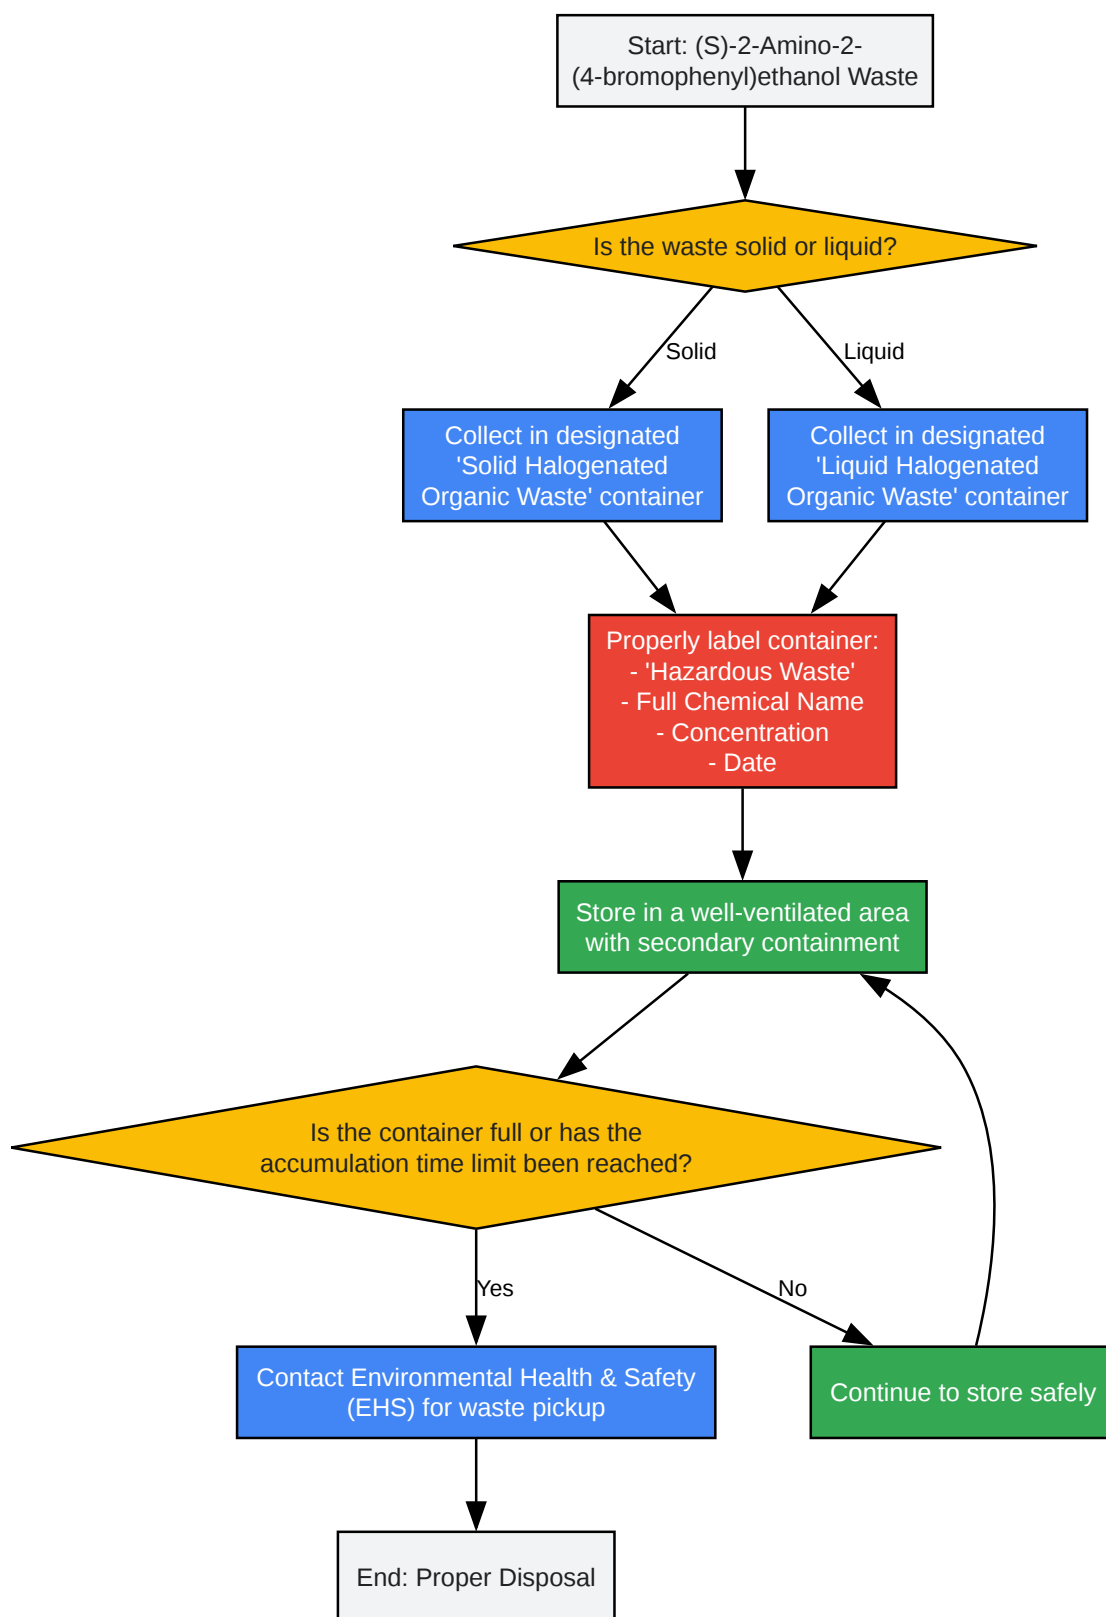 Start: (S)-2-Amino-2-
(4-bromophenyl)ethanol Waste
Is the waste solid or liquid?
Solid
Liquid
Collect in designated
'Solid Halogenated
Organic Waste' container
Collect in designated
'Liquid Halogenated
Organic Waste' container
Properly label container:
- 'Hazardous Waste'
- Full Chemical Name
- Concentration
- Date
Store in a well-ventilated area
with secondary containment
Is the container full or has the
accumulation time limit been reached?
Yes
No
Contact Environmental Health & Safety
(EHS) for waste pickup
Continue to store safely
End: Proper Disposal